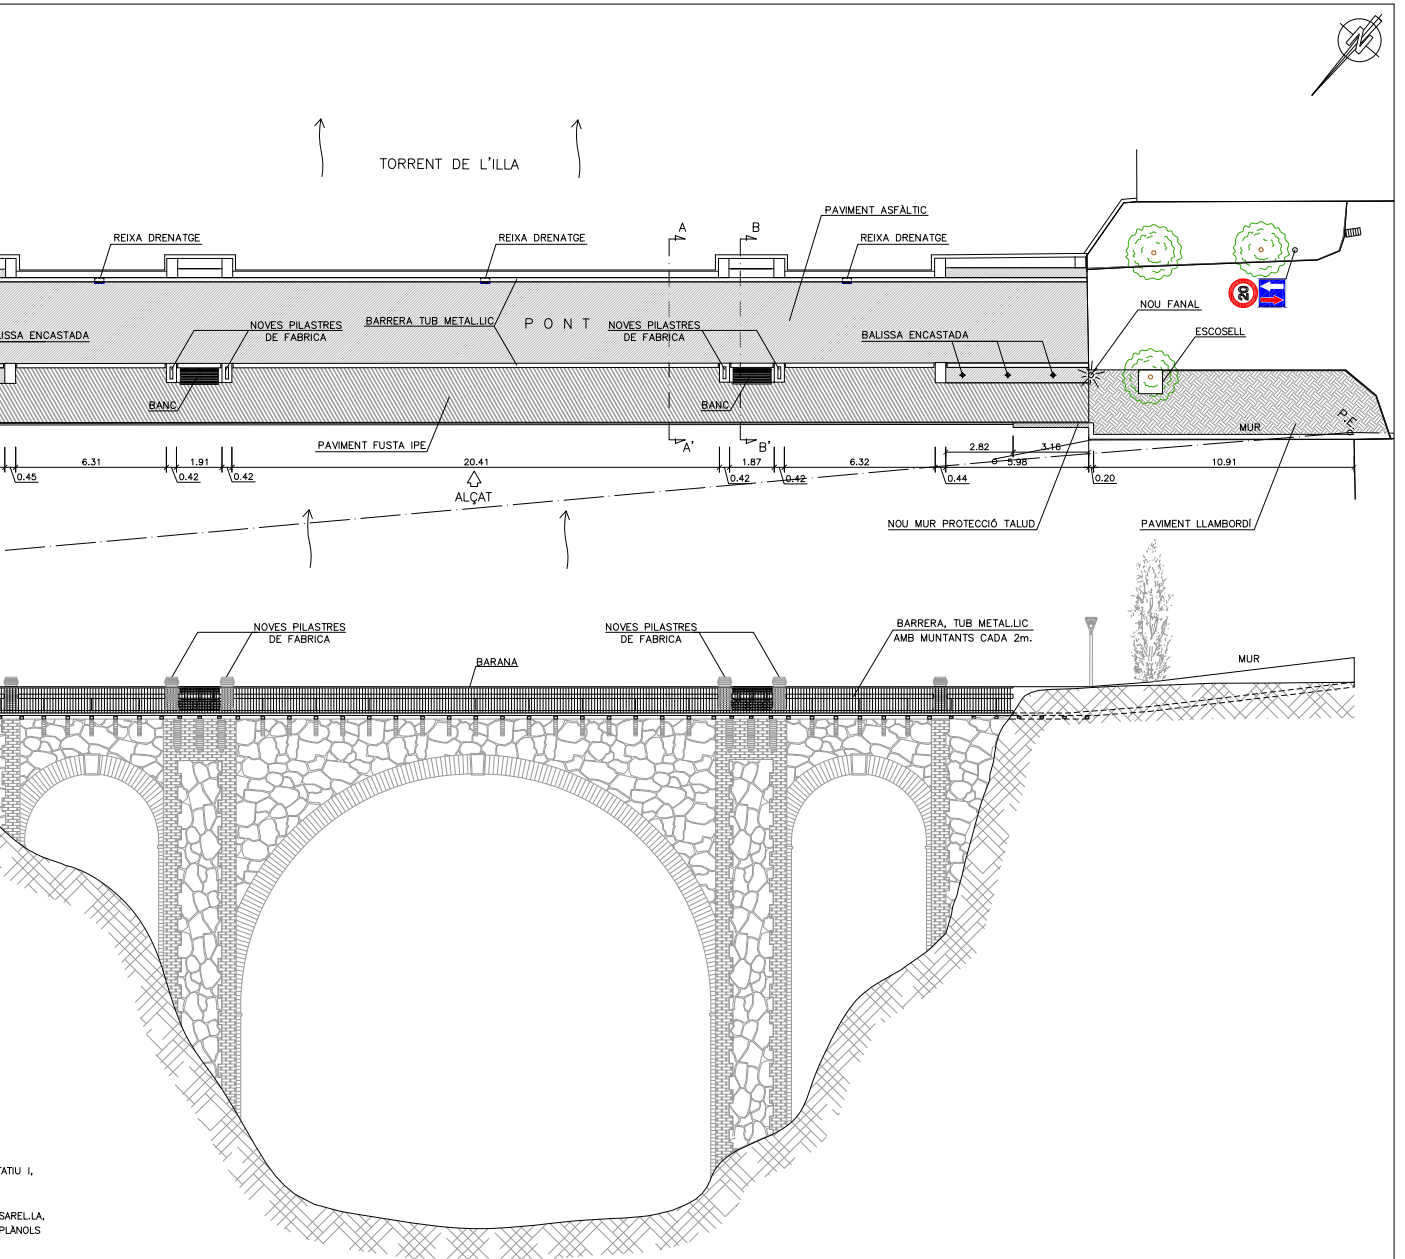 N
TORRENT DE L'ILLA
PAVIMENT ASFÀLTIC
A
B
REIXA DRENATGE
REIXA DRENATGE
REIXA DRENATGE
20
NOU FANAL
BARRERA TUB METAL.LIC
P O N T
NOVES PILASTRES
DE FABRICA
NOVES PILASTRES
DE FABRICA
LISSA ENCASTADA
BALISSA ENCASTADA
ESCOSELL
BANC
BANC
P.E.
MUR
PAVIMENT FUSTA IPE
A'
B'
2.82
3.16
6.31
1.91
20.41
1.87
6.32
5.98
10.91
0.45
0.42
0.42
0.42
0.42
0.44
0.20
ALÇAT
NOU MUR PROTECCIÓ TALUD
PAVIMENT LLAMBORDÍ
NOVES PILASTRES
DE FABRICA
NOVES PILASTRES
DE FABRICA
BARRERA, TUB METAL.LIC
AMB MUNTANTS CADA 2m.
BARANA
MUR
TATIU I,
SAREL.LA,
PLÀNOLS